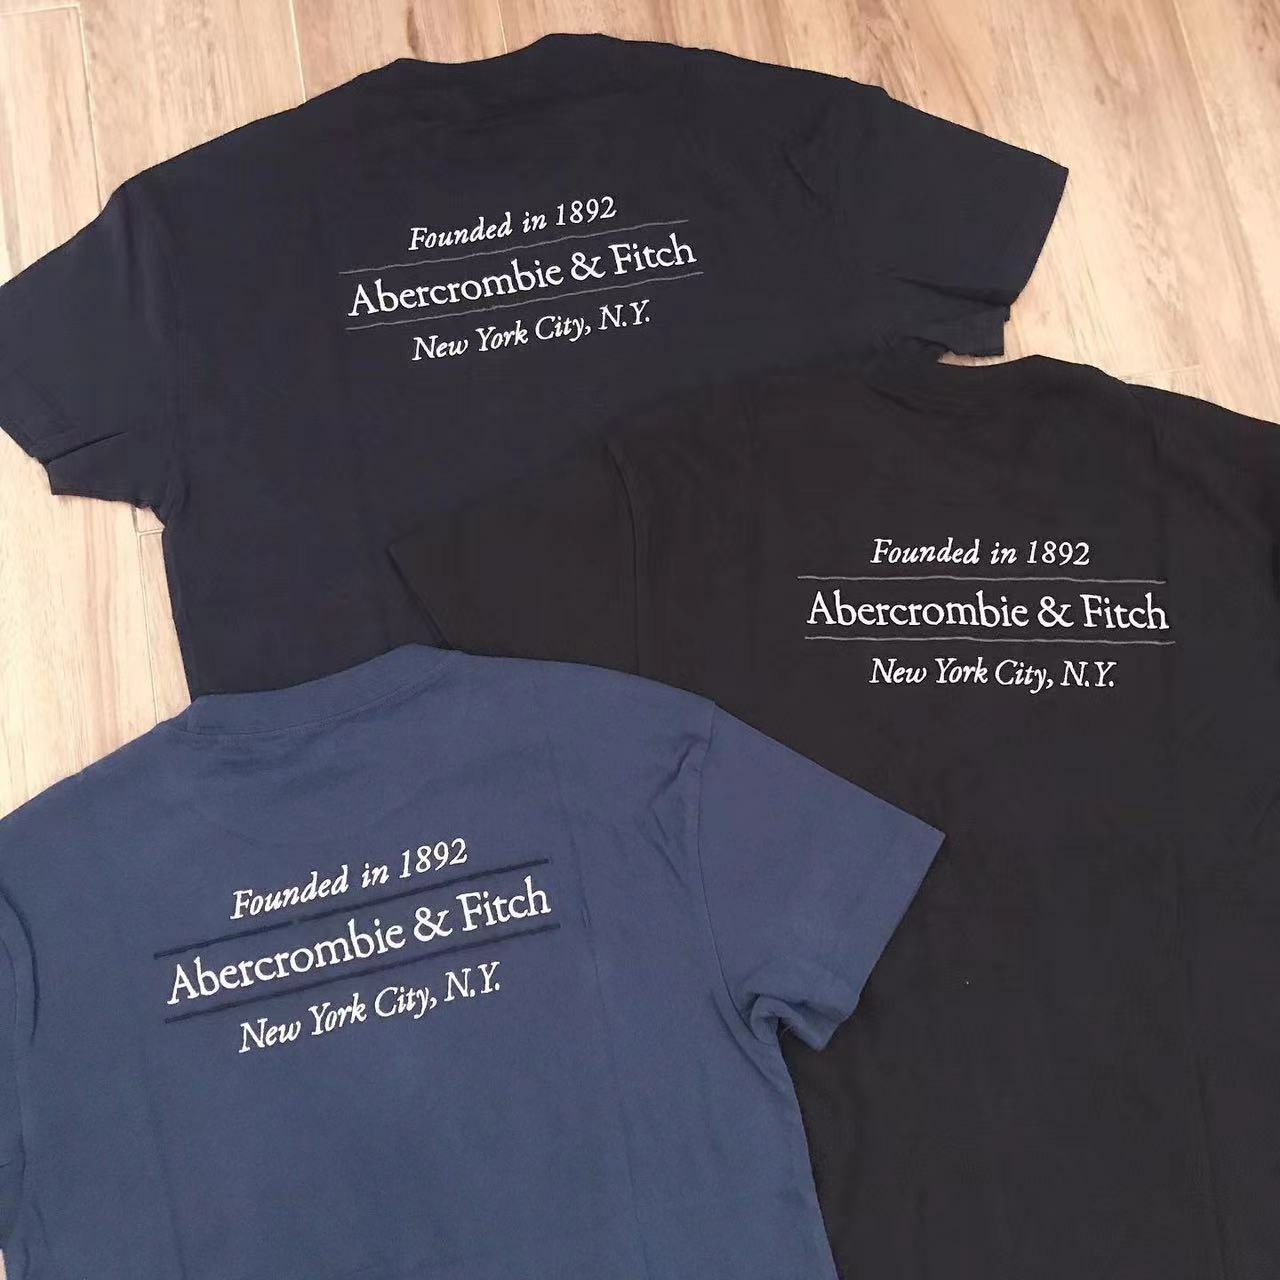 Founded in 1892
Abercrombie & Fitch
New York City, N.Y.
Founded in 1892
Abercrombie & Fitch
New York City, N.Y.
Founded in 1892
Abercrombie & Fitch
New York City, N.Y.